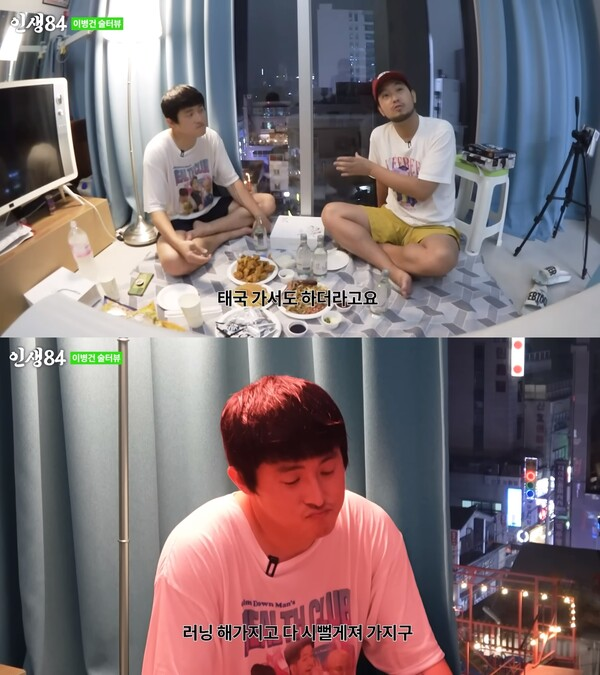 인생84 이병건 술터뷰
태국 가서도 하더라고요
인생84 이병건 술터뷰
HEALTH CLUB
러닝 해가지고 다 시뻘게져 가지구